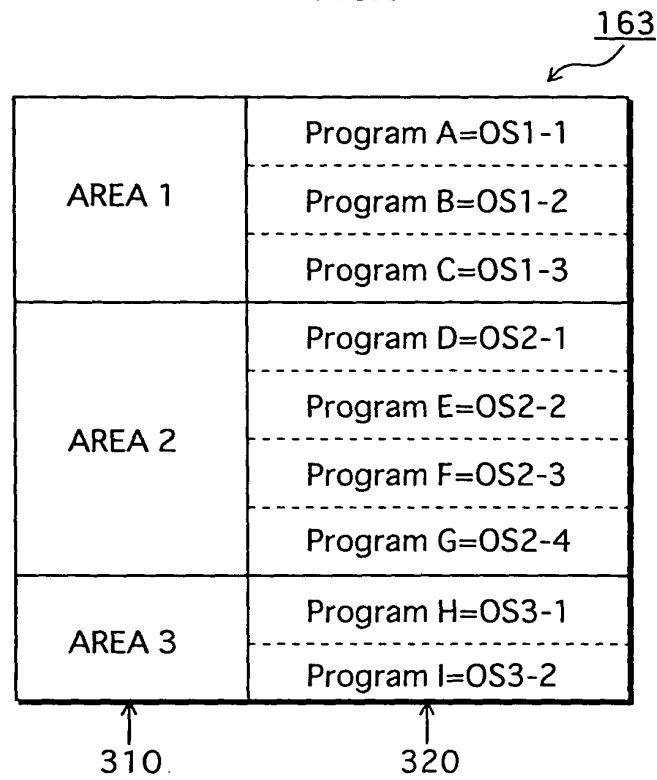 163
AREA 1
Program A=OS1-1
Program B=OS1-2
Program C=OS1-3
AREA 2
Program D=OS2-1
Program E=OS2-2
Program F=OS2-3
Program G=OS2-4
AREA 3
Program H=OS3-1
Program I=OS3-2
310
320